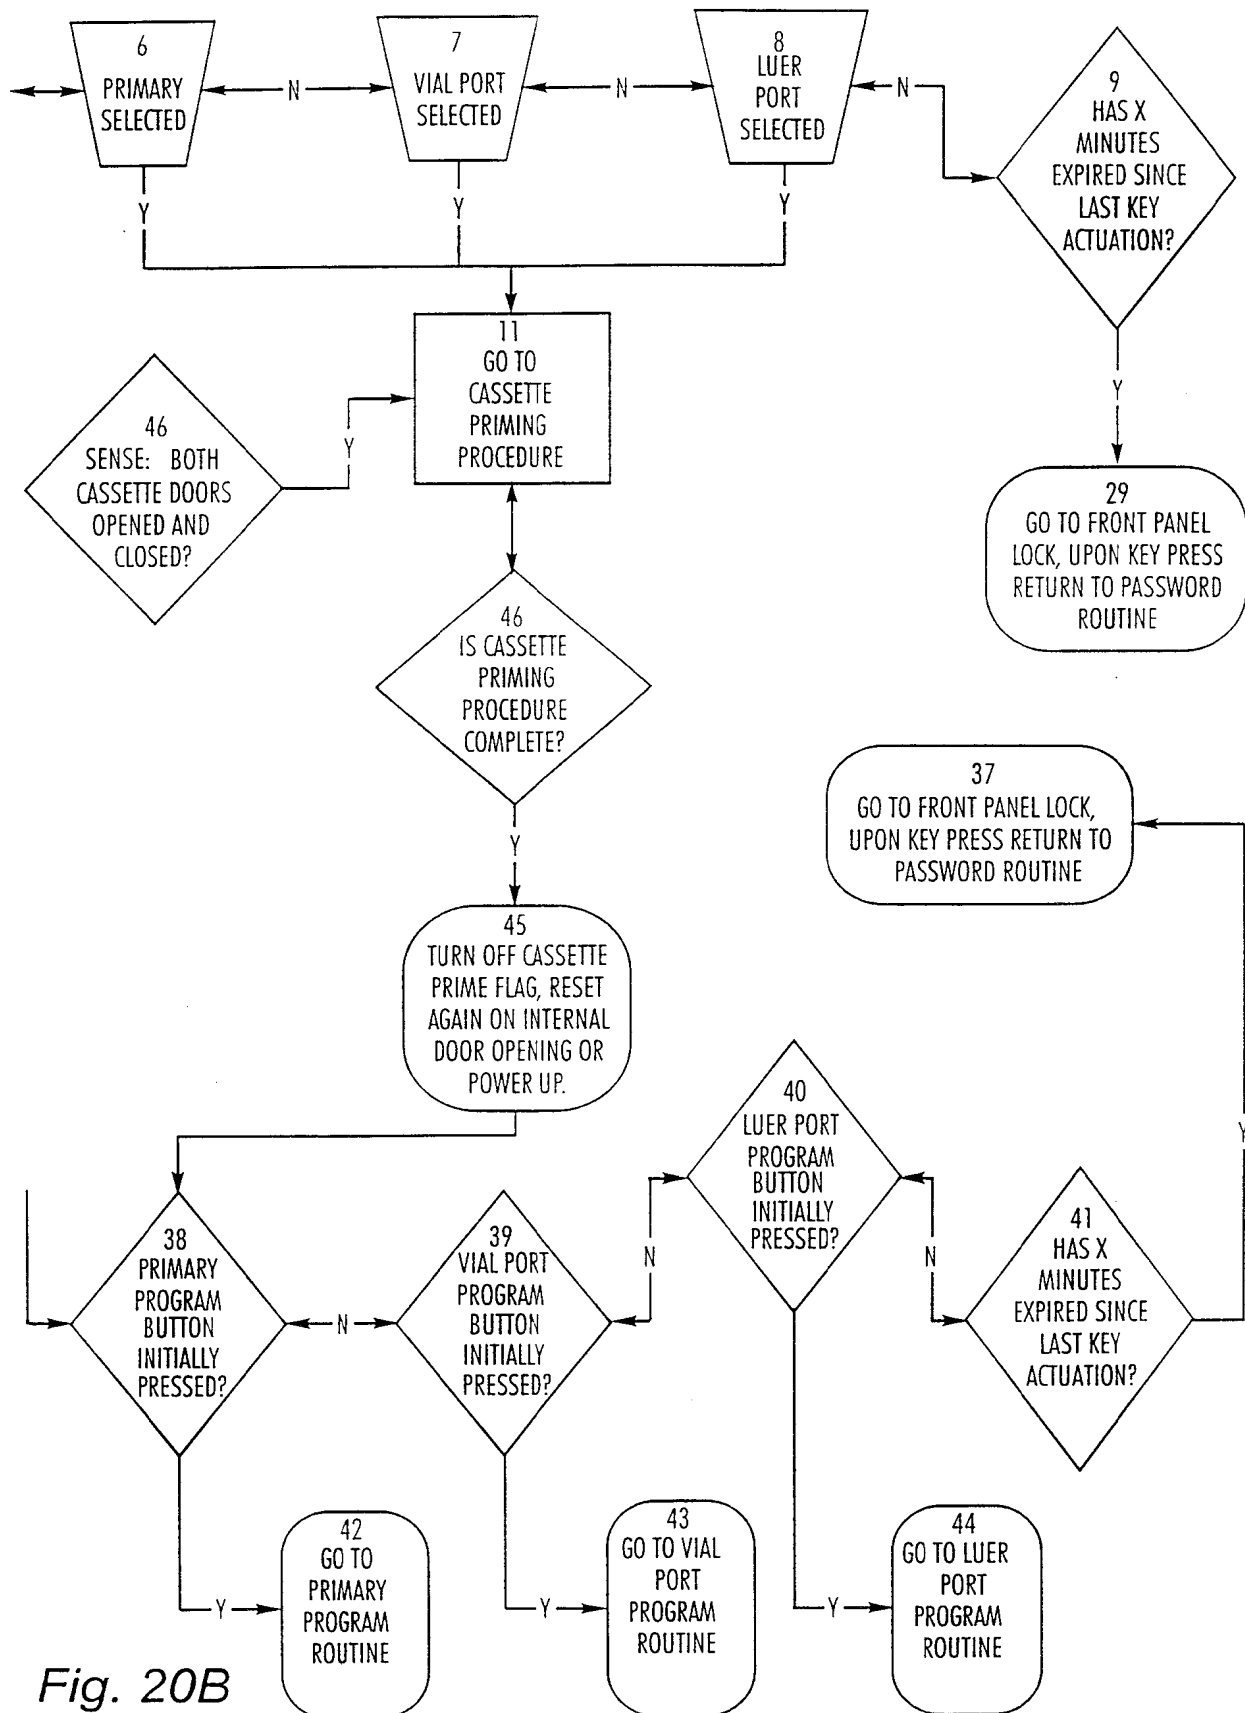 6
PRIMARY
SELECTED
N
7
VIAL PORT
SELECTED
N
8
LUER
PORT
SELECTED
N
9
HAS X
MINUTES
EXPIRED SINCE
LAST KEY
ACTUATION?
Y
Y
Y
Y
11
GO TO
CASSETTE
PRIMING
PROCEDURE
46
SENSE: BOTH
CASSETTE DOORS
OPENED AND
CLOSED?
Y
29
GO TO FRONT PANEL
LOCK, UPON KEY PRESS
RETURN TO PASSWORD
ROUTINE
46
IS CASSETTE
PRIMING
PROCEDURE
COMPLETE?
Y
37
GO TO FRONT PANEL LOCK,
UPON KEY PRESS RETURN TO
PASSWORD ROUTINE
45
TURN OFF CASSETTE
PRIME FLAG, RESET
AGAIN ON INTERNAL
DOOR OPENING OR
POWER UP.
38
PRIMARY
PROGRAM
BUTTON
INITIALLY
PRESSED?
N
39
VIAL PORT
PROGRAM
BUTTON
INITIALLY
PRESSED?
N
40
LUER PORT
PROGRAM
BUTTON
INITIALLY
PRESSED?
N
41
HAS X
MINUTES
EXPIRED SINCE
LAST KEY
ACTUATION?
Y
Y
42
GO TO
PRIMARY
PROGRAM
ROUTINE
Y
43
GO TO VIAL
PORT
PROGRAM
ROUTINE
Y
44
GO TO LUER
PORT
PROGRAM
ROUTINE
Fig. 20B